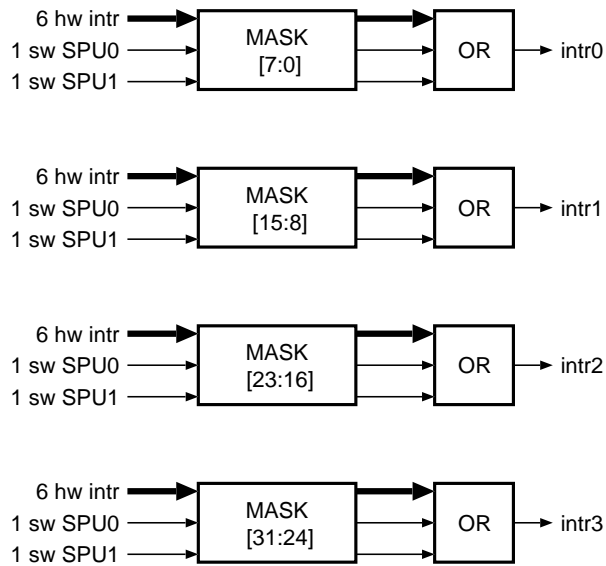 6 hw intr
1 sw SPU0
1 sw SPU1
MASK
[7:0]
OR
intr0
6 hw intr
1 sw SPU0
1 sw SPU1
MASK
[15:8]
OR
intr1
6 hw intr
1 sw SPU0
1 sw SPU1
MASK
[23:16]
OR
intr2
6 hw intr
1 sw SPU0
1 sw SPU1
MASK
[31:24]
OR
intr3